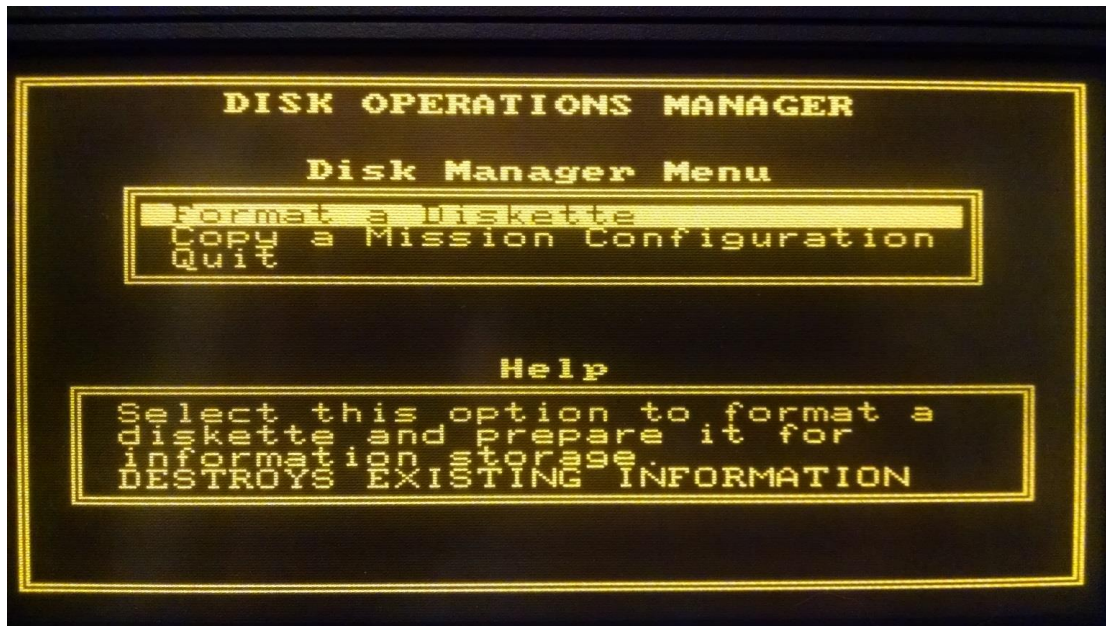 DISK OPERATIONS MANAGER
Disk Manager Menu
Format a Diskette
Copy a Mission Configuration
Quit
Help
Select this option to format a
diskette and prepare it for
information storage.
DESTROYS EXISTING INFORMATION